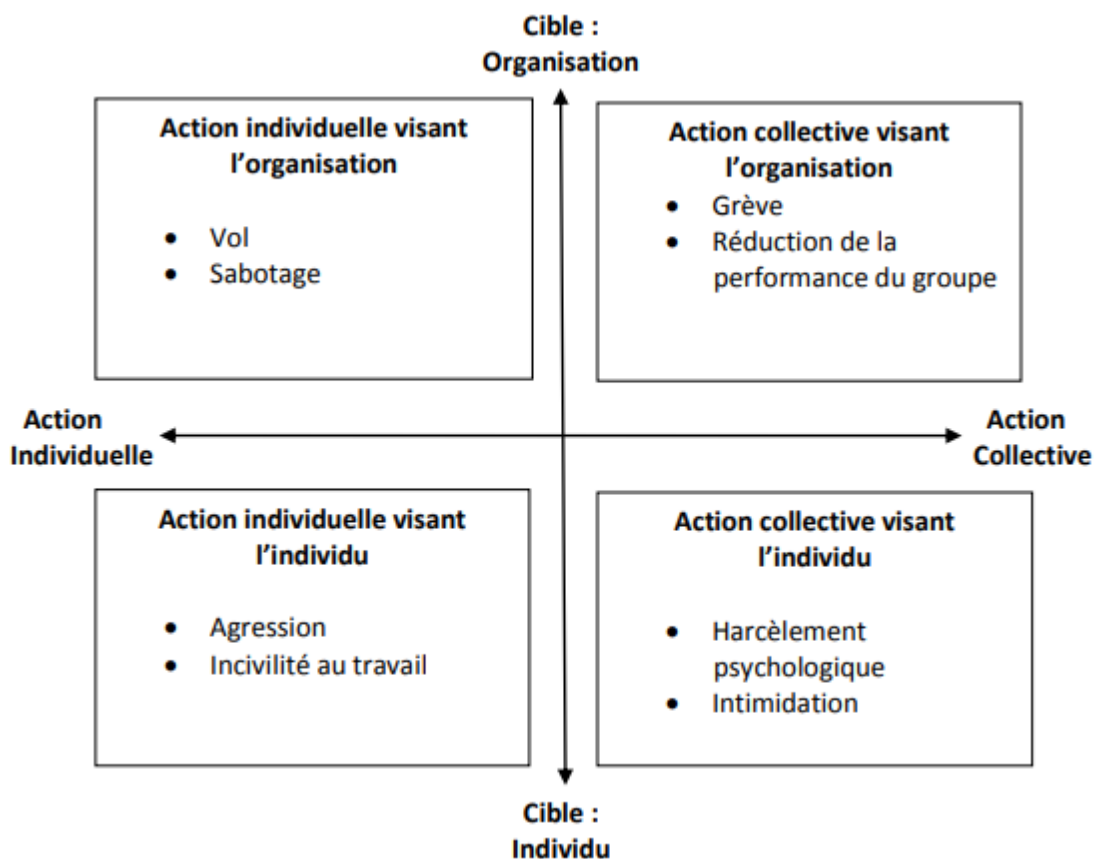 Cible :
Organisation
Action individuelle visant
l'organisation
• Vol
• Sabotage
Action collective visant
l'organisation
• Grève
• Réduction de la
performance du groupe
Action
Individuelle
Action
Collective
Action individuelle visant
l'individu
• Agression
• Incivilité au travail
Action collective visant
l'individu
• Harcèlement
psychologique
• Intimidation
Cible :
Individu